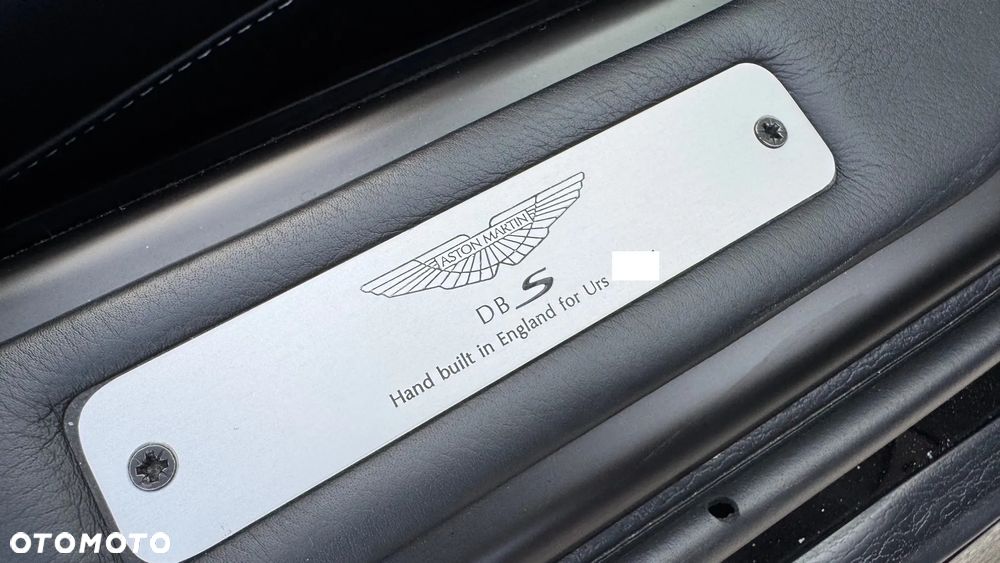 ASTON MARTIN
DB S
Hand built in England for Urs
OTOMOTO